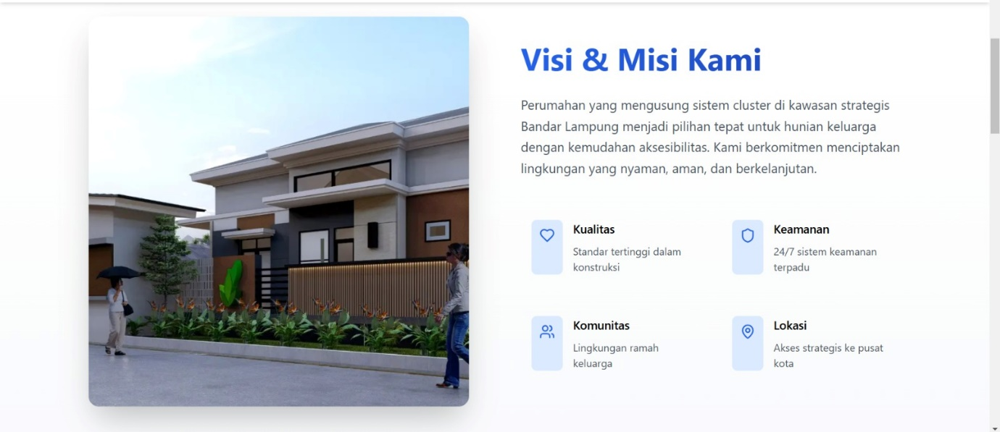 Visi & Misi Kami
Perumahan yang mengusung sistem cluster di kawasan strategis
Bandar Lampung menjadi pilihan tepat untuk hunian keluarga
dengan kemudahan aksesibilitas. Kami berkomitmen menciptakan
lingkungan yang nyaman, aman, dan berkelanjutan.
Kualitas
Standar tertinggi dalam
konstruksi
Keamanan
24/7 sistem keamanan
terpadu
Komunitas
Lingkungan ramah
keluarga
Lokasi
Akses strategis ke pusat
kota